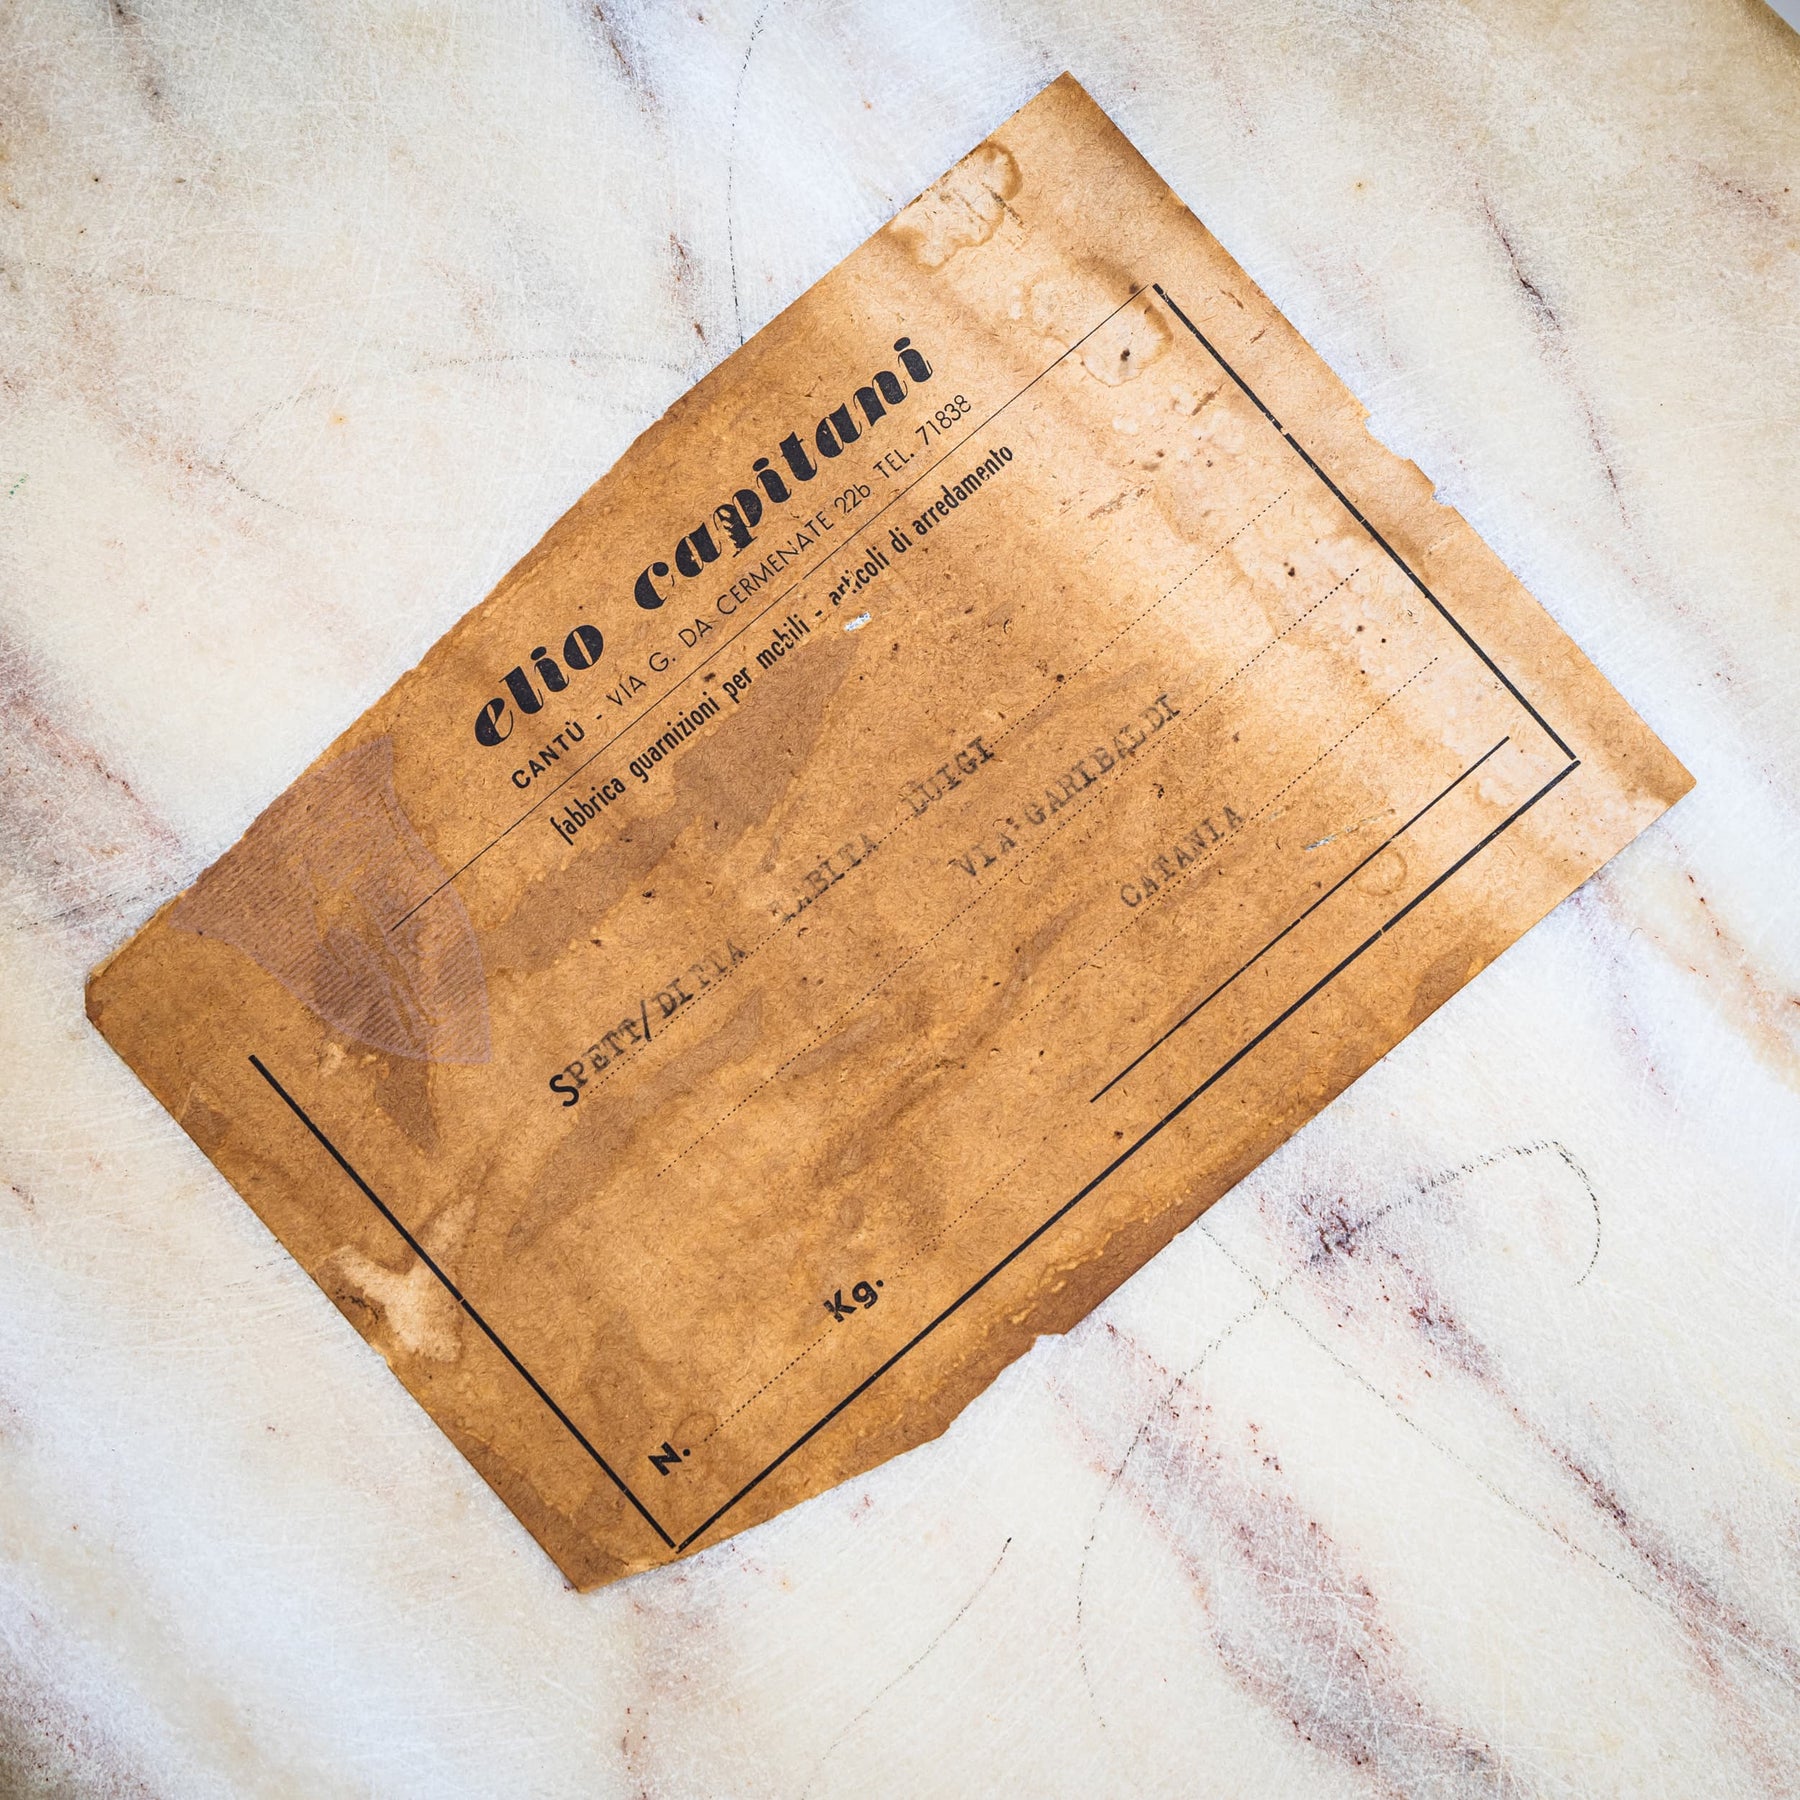 elio capitani
CANTÙ - VIA G. DA CERMENATE 22b TEL. 71838
fabbrica guarnizioni per mobili - articoli di arredamento
SPETT/DITTA LUIGI
VIA GARIBALDI
CATANIA
Kg.
N.